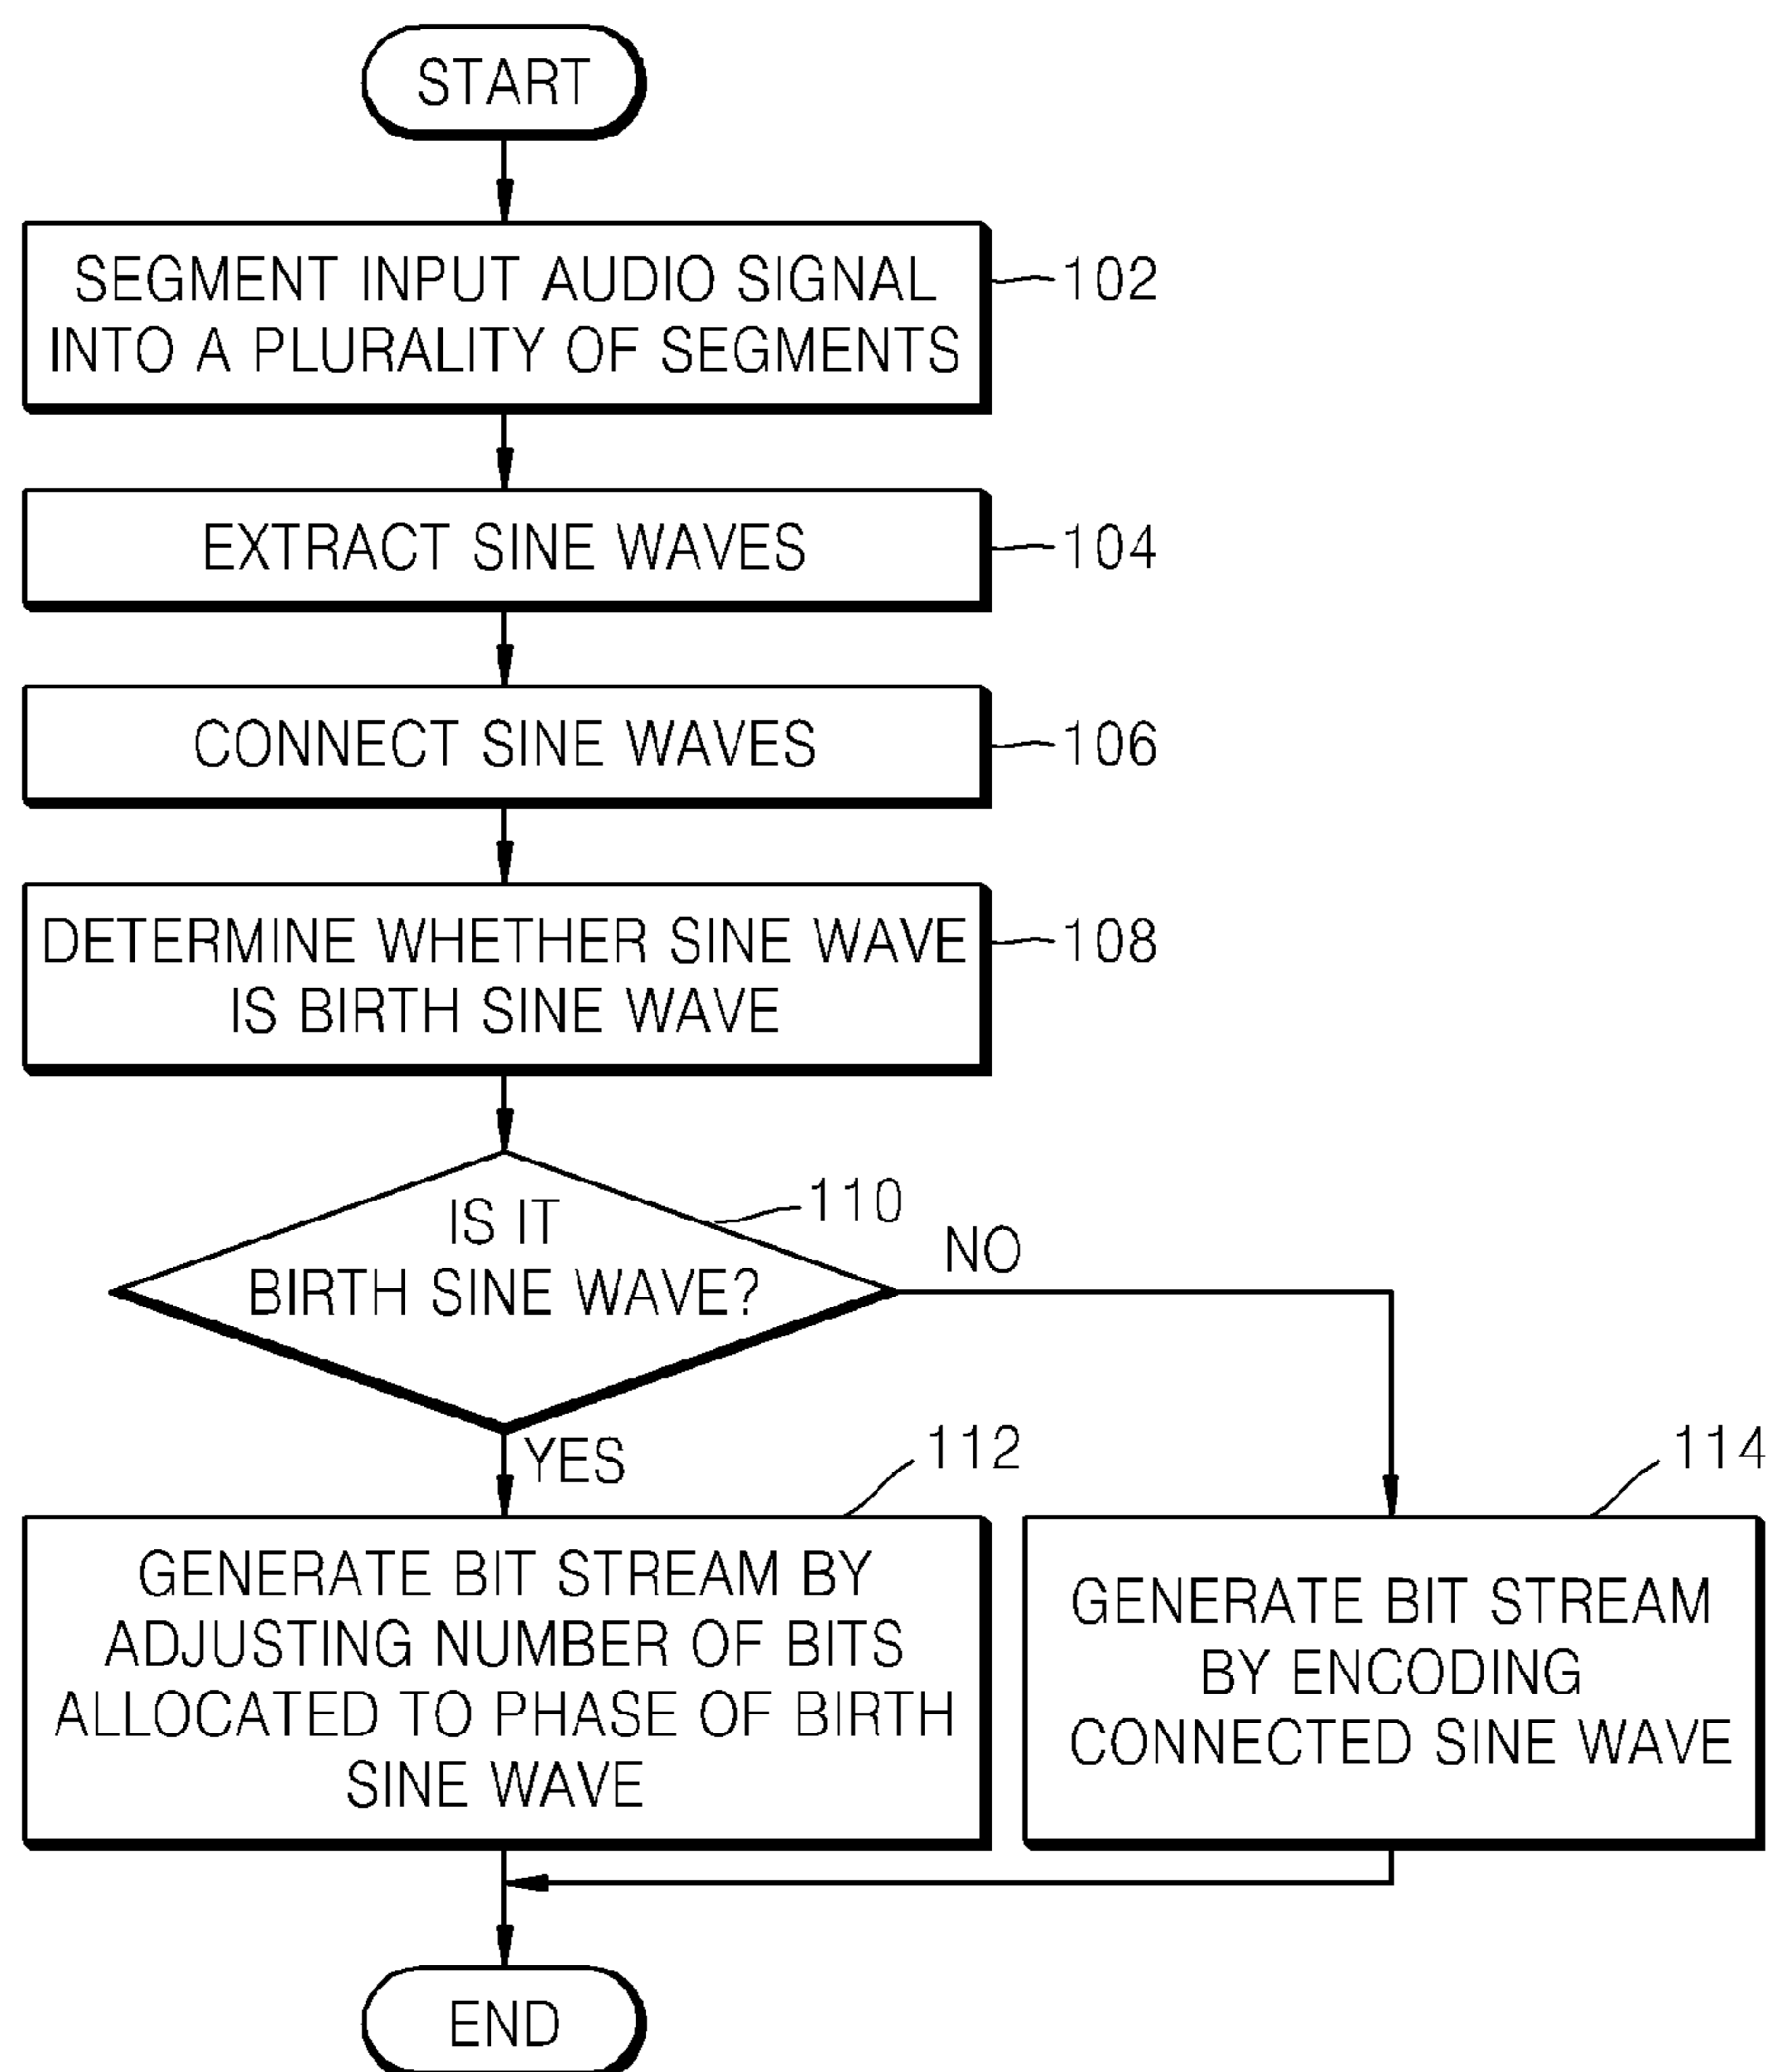 START
SEGMENT INPUT AUDIO SIGNAL
INTO A PLURALITY OF SEGMENTS
102
EXTRACT SINE WAVES
104
CONNECT SINE WAVES
106
DETERMINE WHETHER SINE WAVE
IS BIRTH SINE WAVE
108
IS IT
BIRTH SINE WAVE?
110
NO
YES
112
GENERATE BIT STREAM BY
ADJUSTING NUMBER OF BITS
ALLOCATED TO PHASE OF BIRTH
SINE WAVE
114
GENERATE BIT STREAM
BY ENCODING
CONNECTED SINE WAVE
END